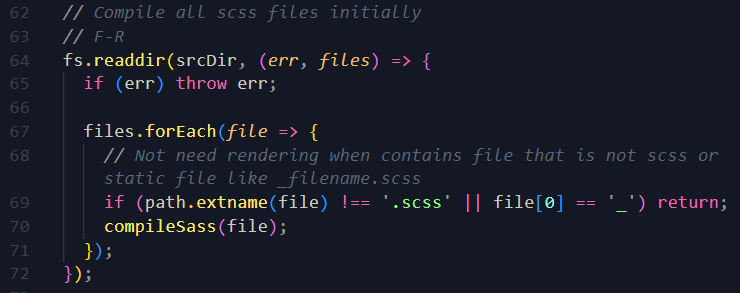 62 // Compile all scss files initially
63 // F-R
64 fs.readdir(srcDir, (err, files) => {
65 if (err) throw err;
66
67 files.forEach(file => {
68 // Not need rendering when contains file that is not scss or
static file like _filename.scss
69 if (path.extname(file) !== '.scss' || file[0] == '_') return;
70 compileSass(file);
71 });
72 });